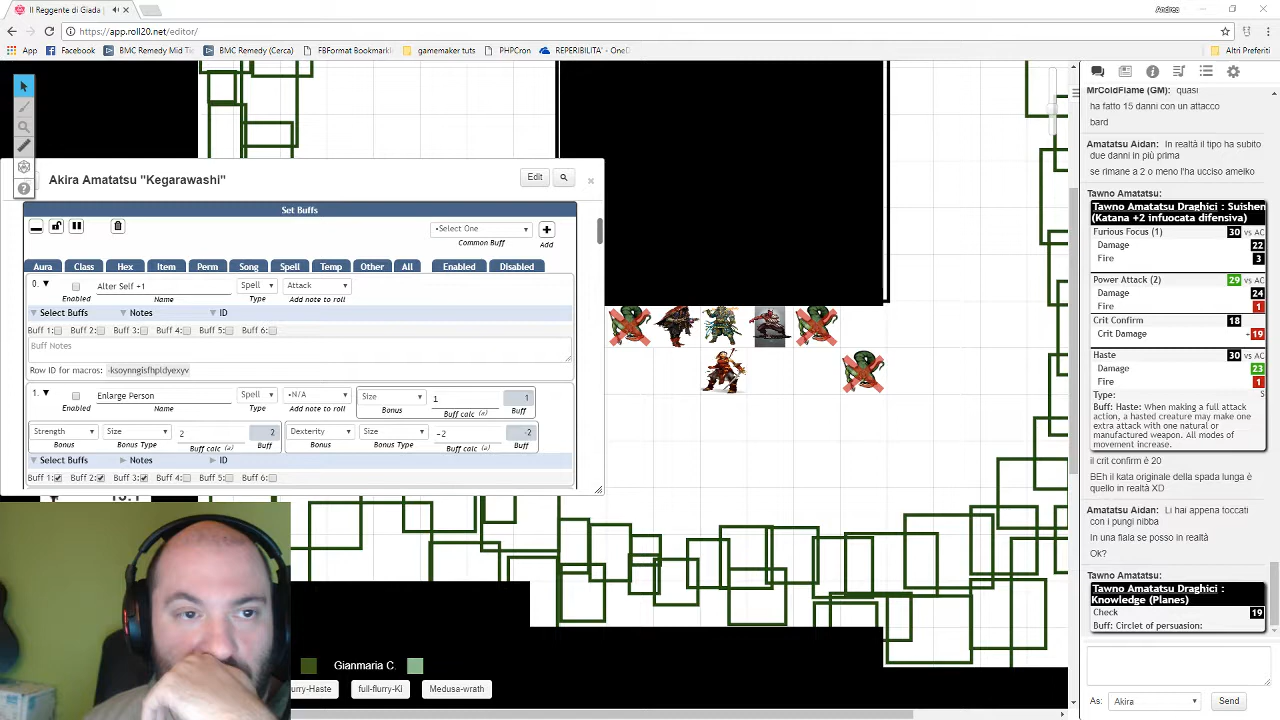 Il Reggente di Giada |
Andrea
https://app.roll20.net/editor/
App
Facebook
BMC Remedy Mid Tie
BMC Remedy (Cerca)
FBFormat Bookmarkl
gamemaker tuts
PHPCron
REPERIBILITA' - OneD
Altri Preferiti
Akira Amatatsu "Kegarawashi"
Edit
Set Buffs
•Select One
Common Buff
Add
Aura
Class
Hex
Item
Perm
Song
Spell
Temp
Other
All
Enabled
Disabled
0.
Enabled
Alter Self +1
Name
Spell
Type
Attack
Add note to roll
Select Buffs
Notes
ID
Buff 1:
Buff 2:
Buff 3:
Buff 4:
Buff 5:
Buff 6:
Buff Notes
Row ID for macros:
-ksoynngisfhpldyexyv
1.
Enabled
Enlarge Person
Name
Spell
Type
•N/A
Add note to roll
Size
Bonus
1
Buff calc (a)
1
Buff
Strength
Bonus
Size
Bonus Type
2
Buff calc (a)
2
Buff
Dexterity
Bonus
Size
Bonus Type
-2
Buff calc (a)
-2
Buff
Select Buffs
Notes
ID
Buff 1:
Buff 2:
Buff 3:
Buff 4:
Buff 5:
Buff 6:
Gianmaria C.
urry-Haste
full-flurry-Ki
Medusa-wrath
MrColdFlame (GM): quasi
ha fatto 15 danni con un attacco
bard
Amatatsu Aidan: In realtà il tipo ha subito
due danni in più prima
se rimane a 2 o meno l'ha ucciso ameiko
Tawno Amatatsu:
Tawno Amatatsu Draghici : Suishen
(Katana +2 infuocata difensiva)
Furious Focus (1) 30 vs AC
Damage 22
Fire 3
Power Attack (2) 29 vs AC
Damage 24
Fire 1
Crit Confirm 18
Crit Damage 19
Haste 30 vs AC
Damage 23
Fire 1
Type: S
Buff: Haste: When making a full attack
action, a hasted creature may make one
extra attack with one natural or
manufactured weapon. All modes of
movement increase.
il crit confirm è 20
BEh il kata originale della spada lunga è
quello in realtà XD
Amatatsu Aidan: Li hai appena toccati
con i pungi nibba
In una fiala se posso in realtà
Ok?
Tawno Amatatsu:
Tawno Amatatsu Draghici :
Knowledge (Planes)
Check 19
Buff: Circlet of persuasion:
As:
Akira
Send